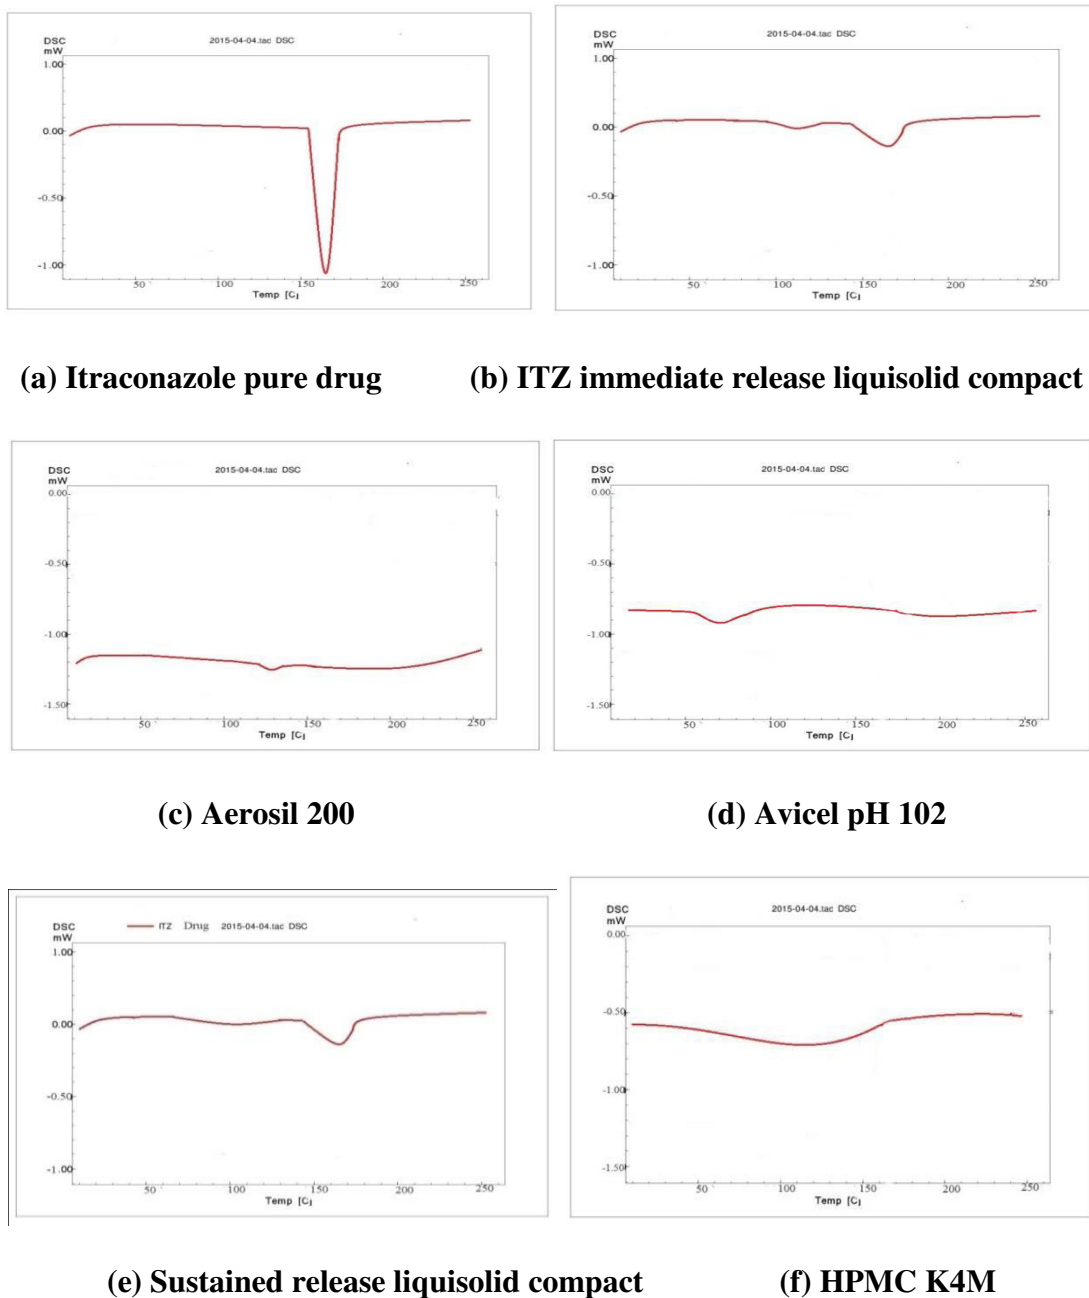 DSC
mW
2015-04-04.tac DSC
1.00
0.00
-0.50
-1.00
50
100
150
200
250
Temp [C]
DSC
mW
2015-04-04.tac DSC
1.00
0.00
-0.50
-1.00
50
100
150
200
250
Temp [C]
(a) Itraconazole pure drug
(b) ITZ immediate release liquisolid compact
DSC
mW
2015-04-04.tac DSC
0.00
-0.50
-1.00
-1.50
50
100
150
200
250
Temp [C]
DSC
mW
2015-04-04.tac DSC
0.00
-0.50
-1.00
-1.50
50
100
150
200
250
Temp [C]
(c) Aerosil 200
(d) Avicel pH 102
DSC
mW
ITZ Drug 2015-04-04.tac DSC
1.00
0.00
-0.50
-1.00
50
100
150
200
250
Temp [C]
DSC
mW
2015-04-04.tac DSC
0.00
-0.50
-1.00
-1.50
50
100
150
200
250
Temp [C]
(e) Sustained release liquisolid compact
(f) HPMC K4M